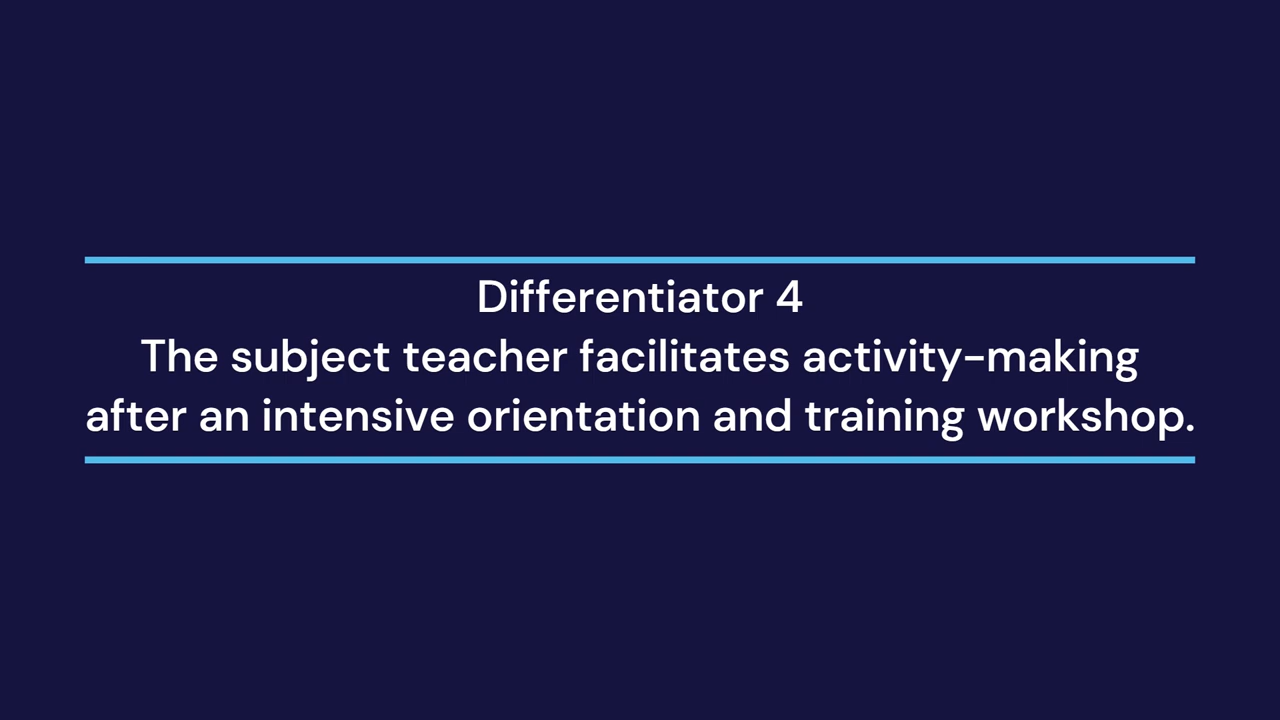 Differentiator 4
The subject teacher facilitates activity-making
after an intensive orientation and training workshop.